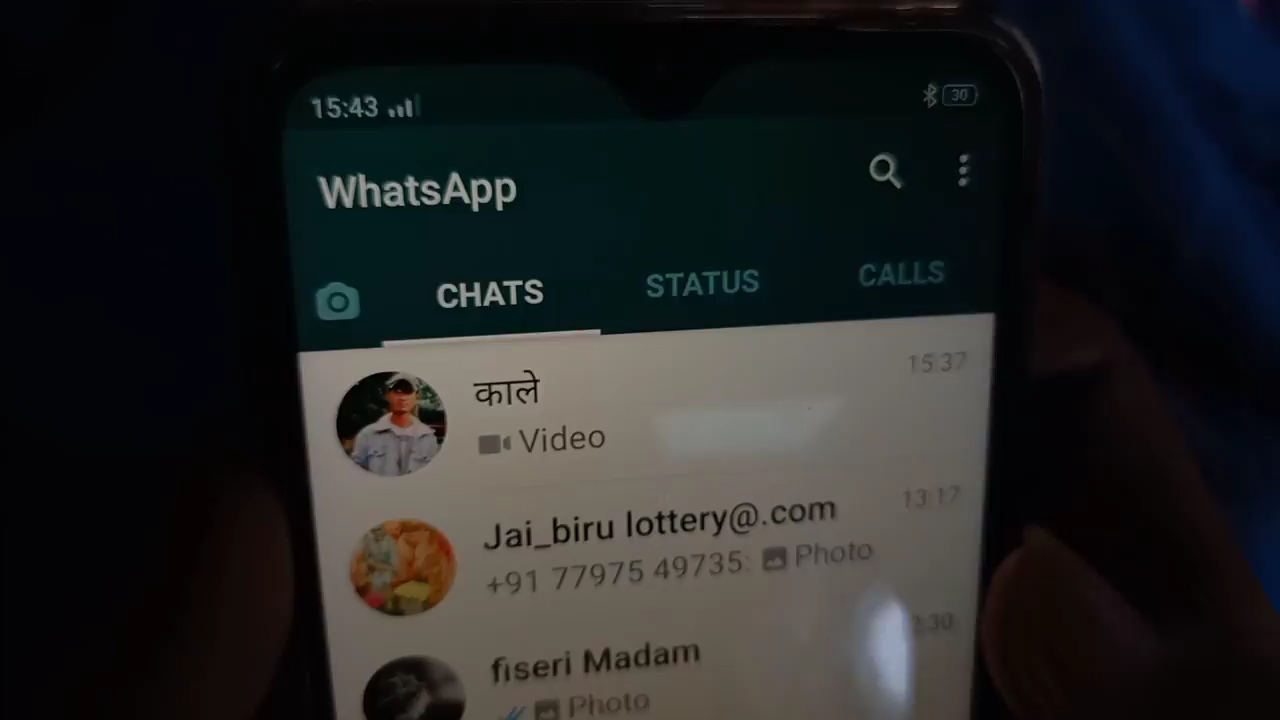 15:43
30
WhatsApp
CHATS STATUS CALLS
काले 15:37
Video
Jai_biru lottery@.com 13:17
+91 77975 49735: Photo
fiseri Madam
Photo